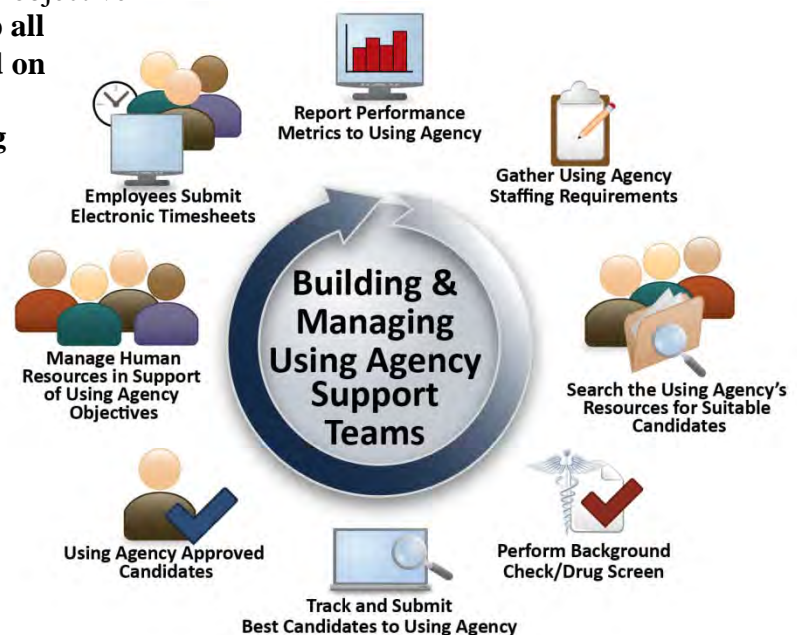 all
on
Report Performance
Metrics to Using Agency
Gather Using Agency
Staffing Requirements
Search the Using Agency's
Resources for Suitable
Candidates
Perform Background
Check/Drug Screen
Track and Submit
Best Candidates to Using Agency
Using Agency Approved
Candidates
Manage Human
Resources in Support
of Using Agency
Objectives
Employees Submit
Electronic Timesheets
Building &
Managing
Using Agency
Support
Teams